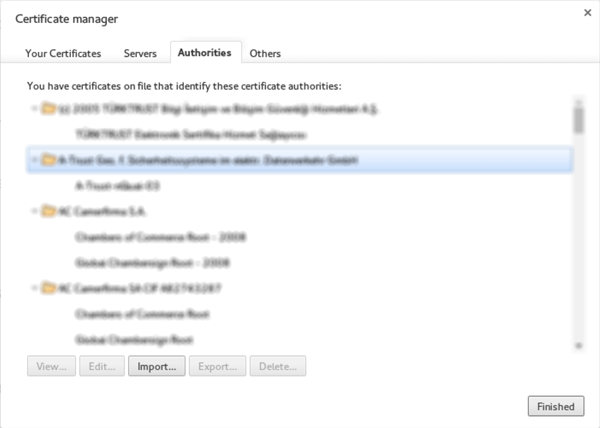 Certificate manager
Your Certificates
Servers
Authorities
Others
You have certificates on file that identify these certificate authorities:
(c) 2005 TÜRKTRUST Bilgi İletişim ve Bilişim Güvenliği Hizmetleri A.Ş.
TÜRKTRUST Elektronik Sertifika Hizmet Sağlayıcısı
A-Trust Ges. f. Sicherheitssysteme im elektr. Datenverkehr GmbH
AC Camerfirma S.A.
Chambers of Commerce Root - 2008
Global Chambersign Root - 2008
AC Camerfirma SA CIF A82743287
Chambers of Commerce Root
Global Chambersign Root
View...
Edit...
Import...
Export...
Delete...
Finished